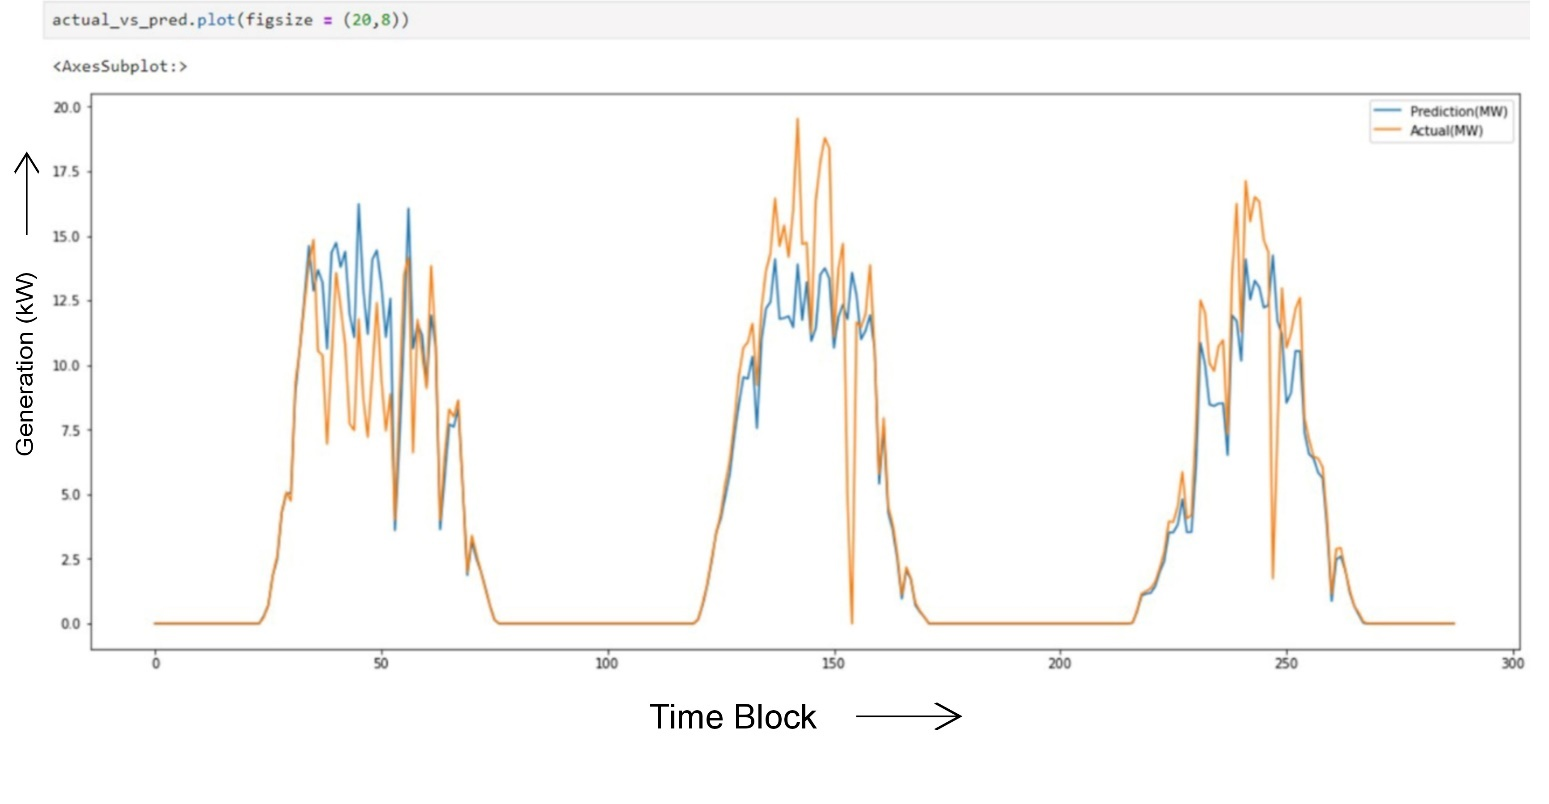 actual_vs_pred.plot(figsize = (20,8))
<AxesSubplot:>
Prediction(MW)
Actual(MW)
20.0
17.5
15.0
12.5
10.0
7.5
5.0
2.5
0.0
Generation (kW)
0 50 100 150 200 250 300
Time Block